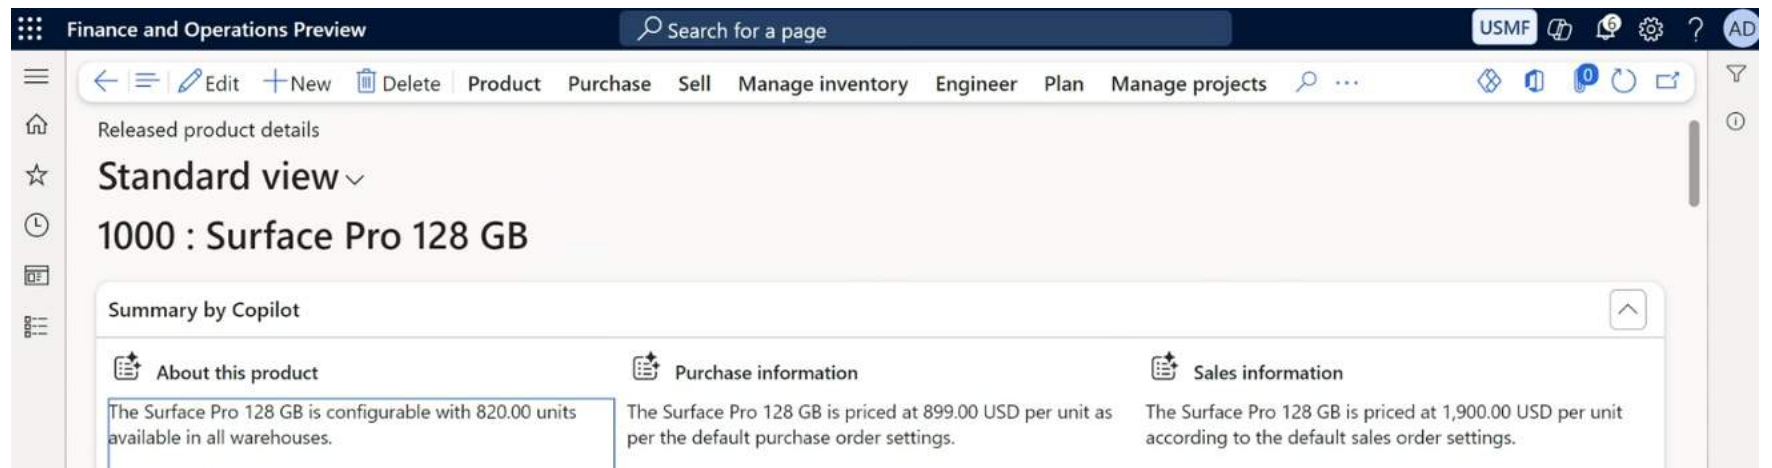 Finance and Operations Preview
Search for a page
USMF
6
?
AD
Edit New Delete Product Purchase Sell Manage inventory Engineer Plan Manage projects ...
0
Released product details
Standard view
1000 : Surface Pro 128 GB
Summary by Copilot
About this product
The Surface Pro 128 GB is configurable with 820.00 units
available in all warehouses.
Purchase information
The Surface Pro 128 GB is priced at 899.00 USD per unit as
per the default purchase order settings.
Sales information
The Surface Pro 128 GB is priced at 1,900.00 USD per unit
according to the default sales order settings.